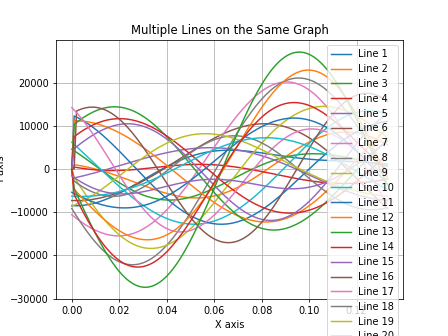 Multiple Lines on the Same Graph
20000
10000
0
−10000
−20000
−30000
0.00 0.02 0.04 0.06 0.08 0.10
X axis
axis
Line 1
Line 2
Line 3
Line 4
Line 5
Line 6
Line 7
Line 8
Line 9
Line 10
Line 11
Line 12
Line 13
Line 14
Line 15
Line 16
Line 17
Line 18
Line 19
Line 20